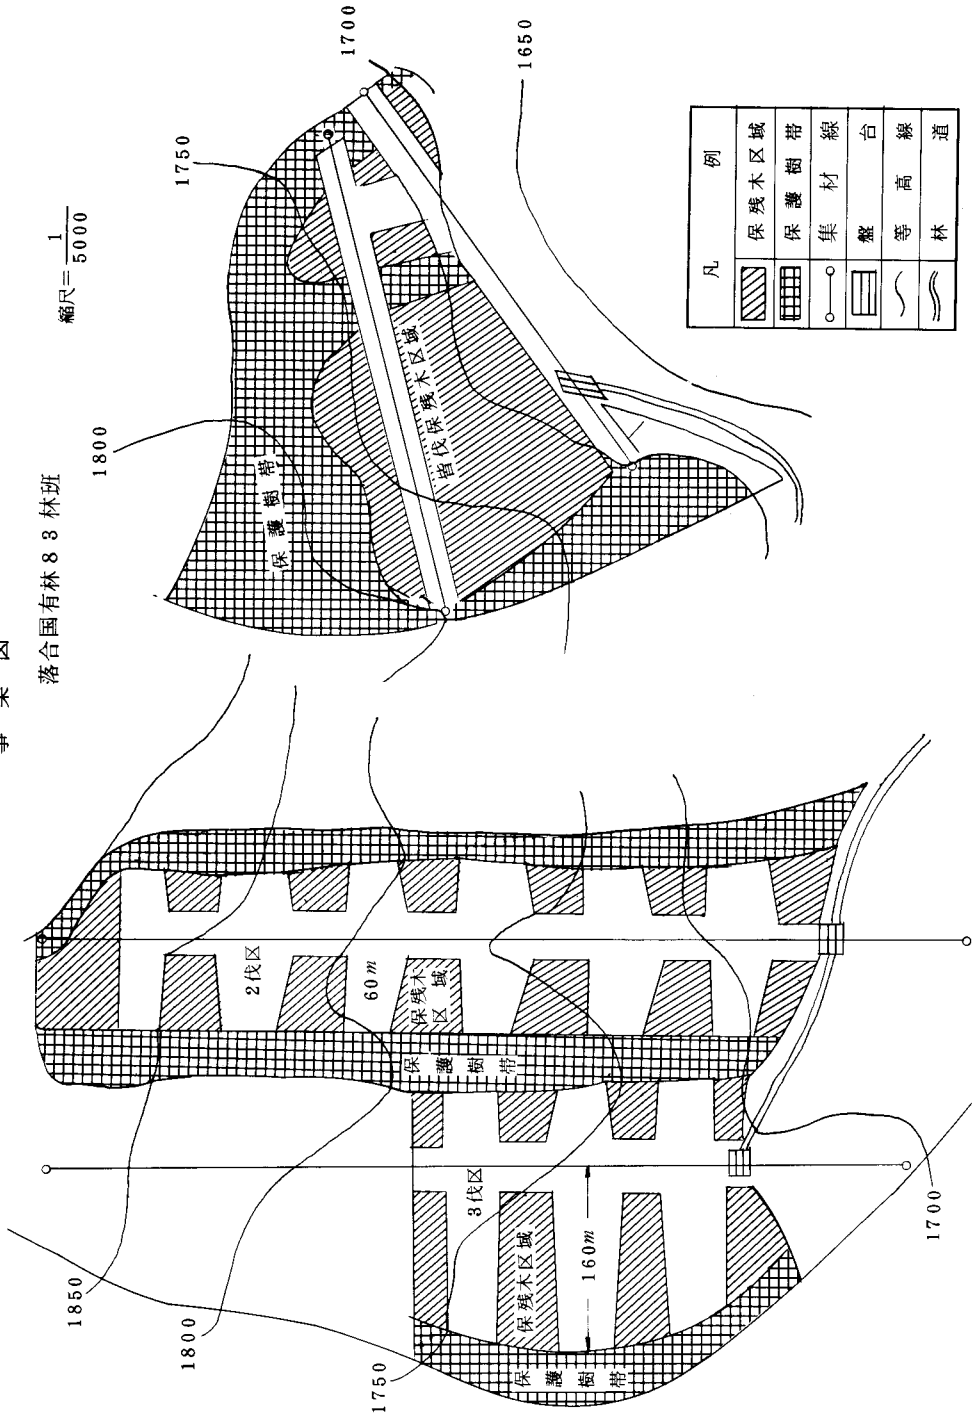 事業図
落合国有林83林班
縮尺=1/5000
1850
1800
1750
1700
2伐区
60m
保残木
区域
保護樹帯
3伐区
保残木区域
160m
保護樹帯
1800
1750
1700
1650
保護樹帯
皆伐保残木区域
凡例
保残木区域
保護樹帯
集材線
盤台
等高線
林道